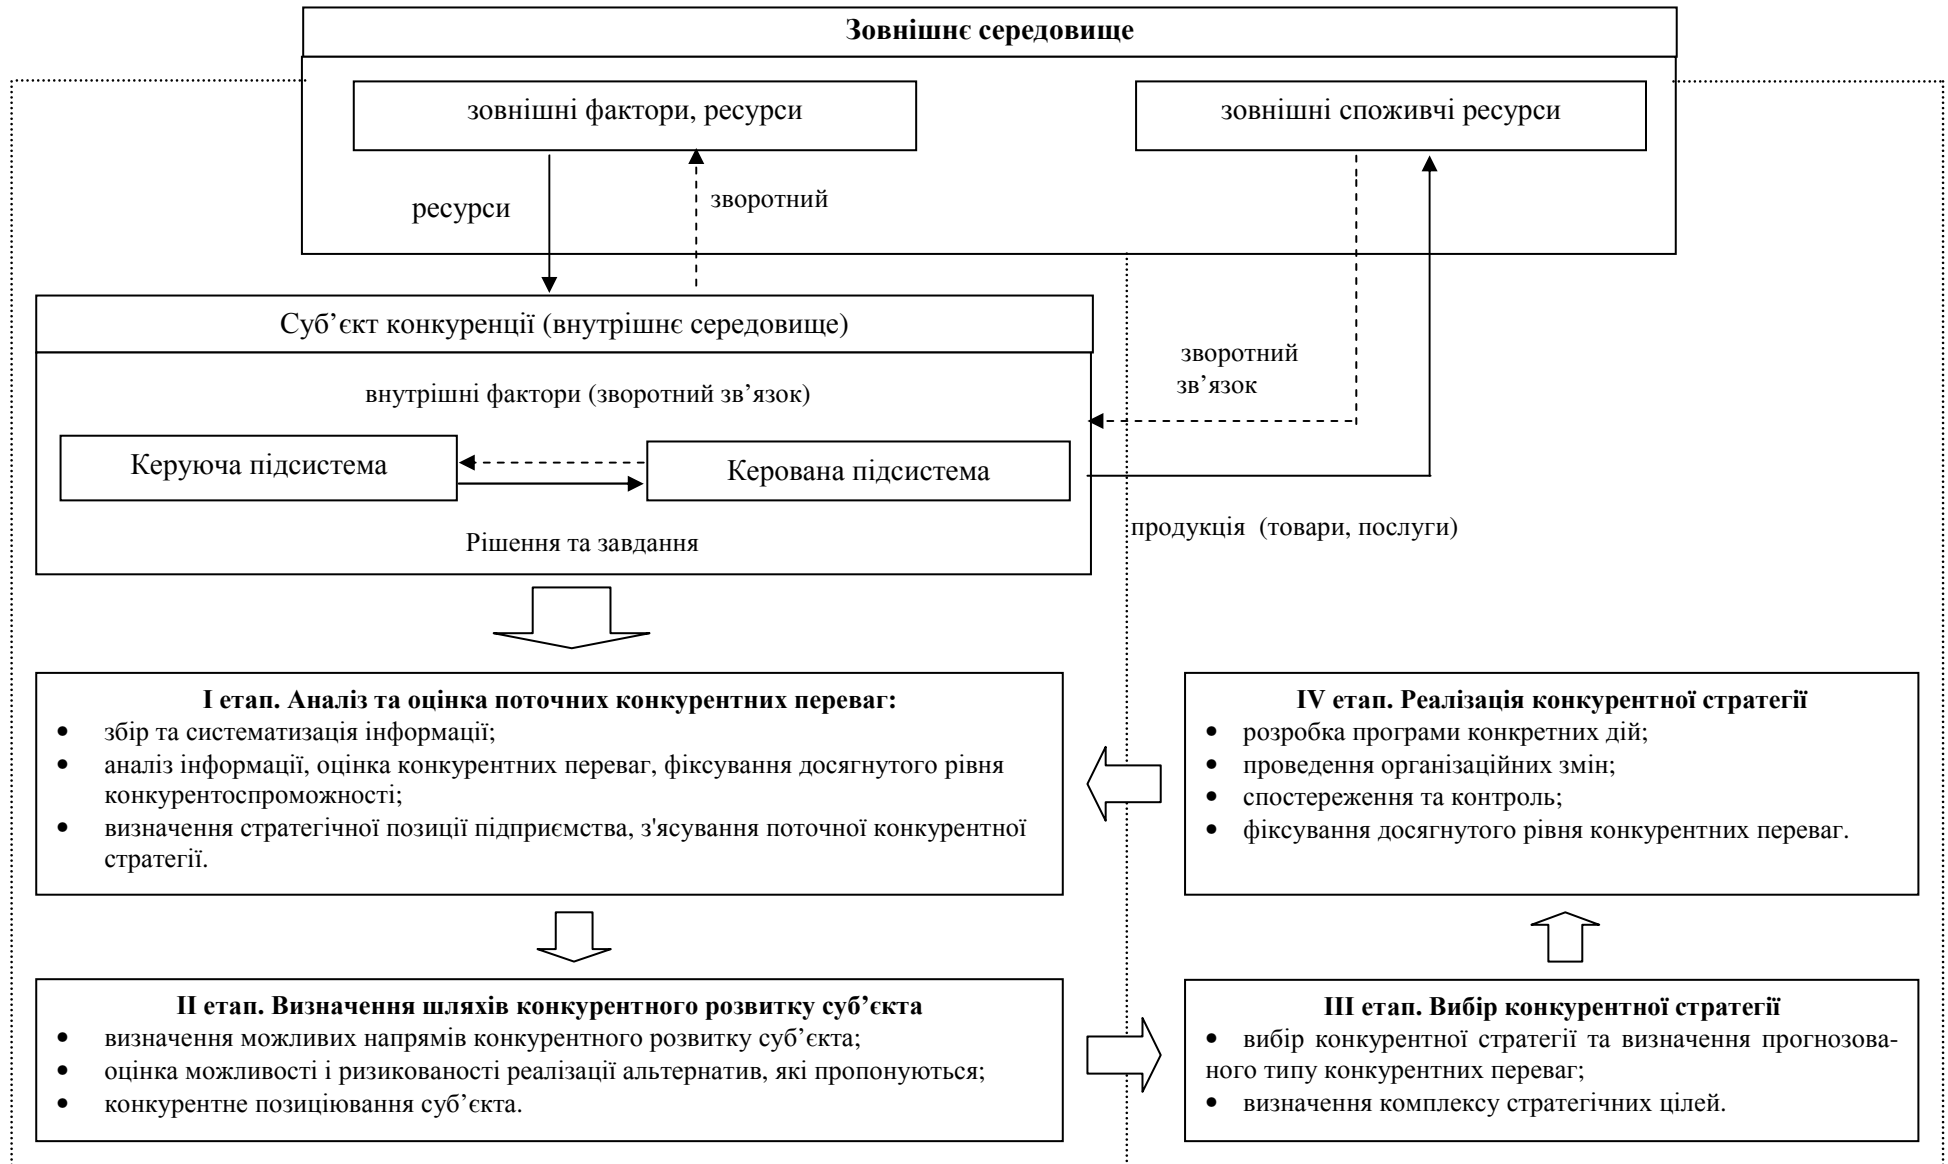 Зовнішнє середовище
зовнішні фактори, ресурси
зовнішні споживчі ресурси
ресурси
зворотний
Суб’єкт конкуренції (внутрішнє середовище)
зворотний
зв’язок
внутрішні фактори (зворотний зв’язок)
Керуюча підсистема
Керована підсистема
продукція (товари, послуги)
Рішення та завдання
І етап. Аналіз та оцінка поточних конкурентних переваг:
• збір та систематизація інформації;
• аналіз інформації, оцінка конкурентних переваг, фіксування досягнутого рівня
конкурентоспроможності;
• визначення стратегічної позиції підприємства, з'ясування поточної конкурентної
стратегії.
IV етап. Реалізація конкурентної стратегії
• розробка програми конкретних дій;
• проведення організаційних змін;
• спостереження та контроль;
• фіксування досягнутого рівня конкурентних переваг.
ІІ етап. Визначення шляхів конкурентного розвитку суб’єкта
• визначення можливих напрямів конкурентного розвитку суб’єкта;
• оцінка можливості і ризикованості реалізації альтернатив, які пропонуються;
• конкурентне позиціювання суб’єкта.
ІІІ етап. Вибір конкурентної стратегії
• вибір конкурентної стратегії та визначення прогнозова-
ного типу конкурентних переваг;
• визначення комплексу стратегічних цілей.